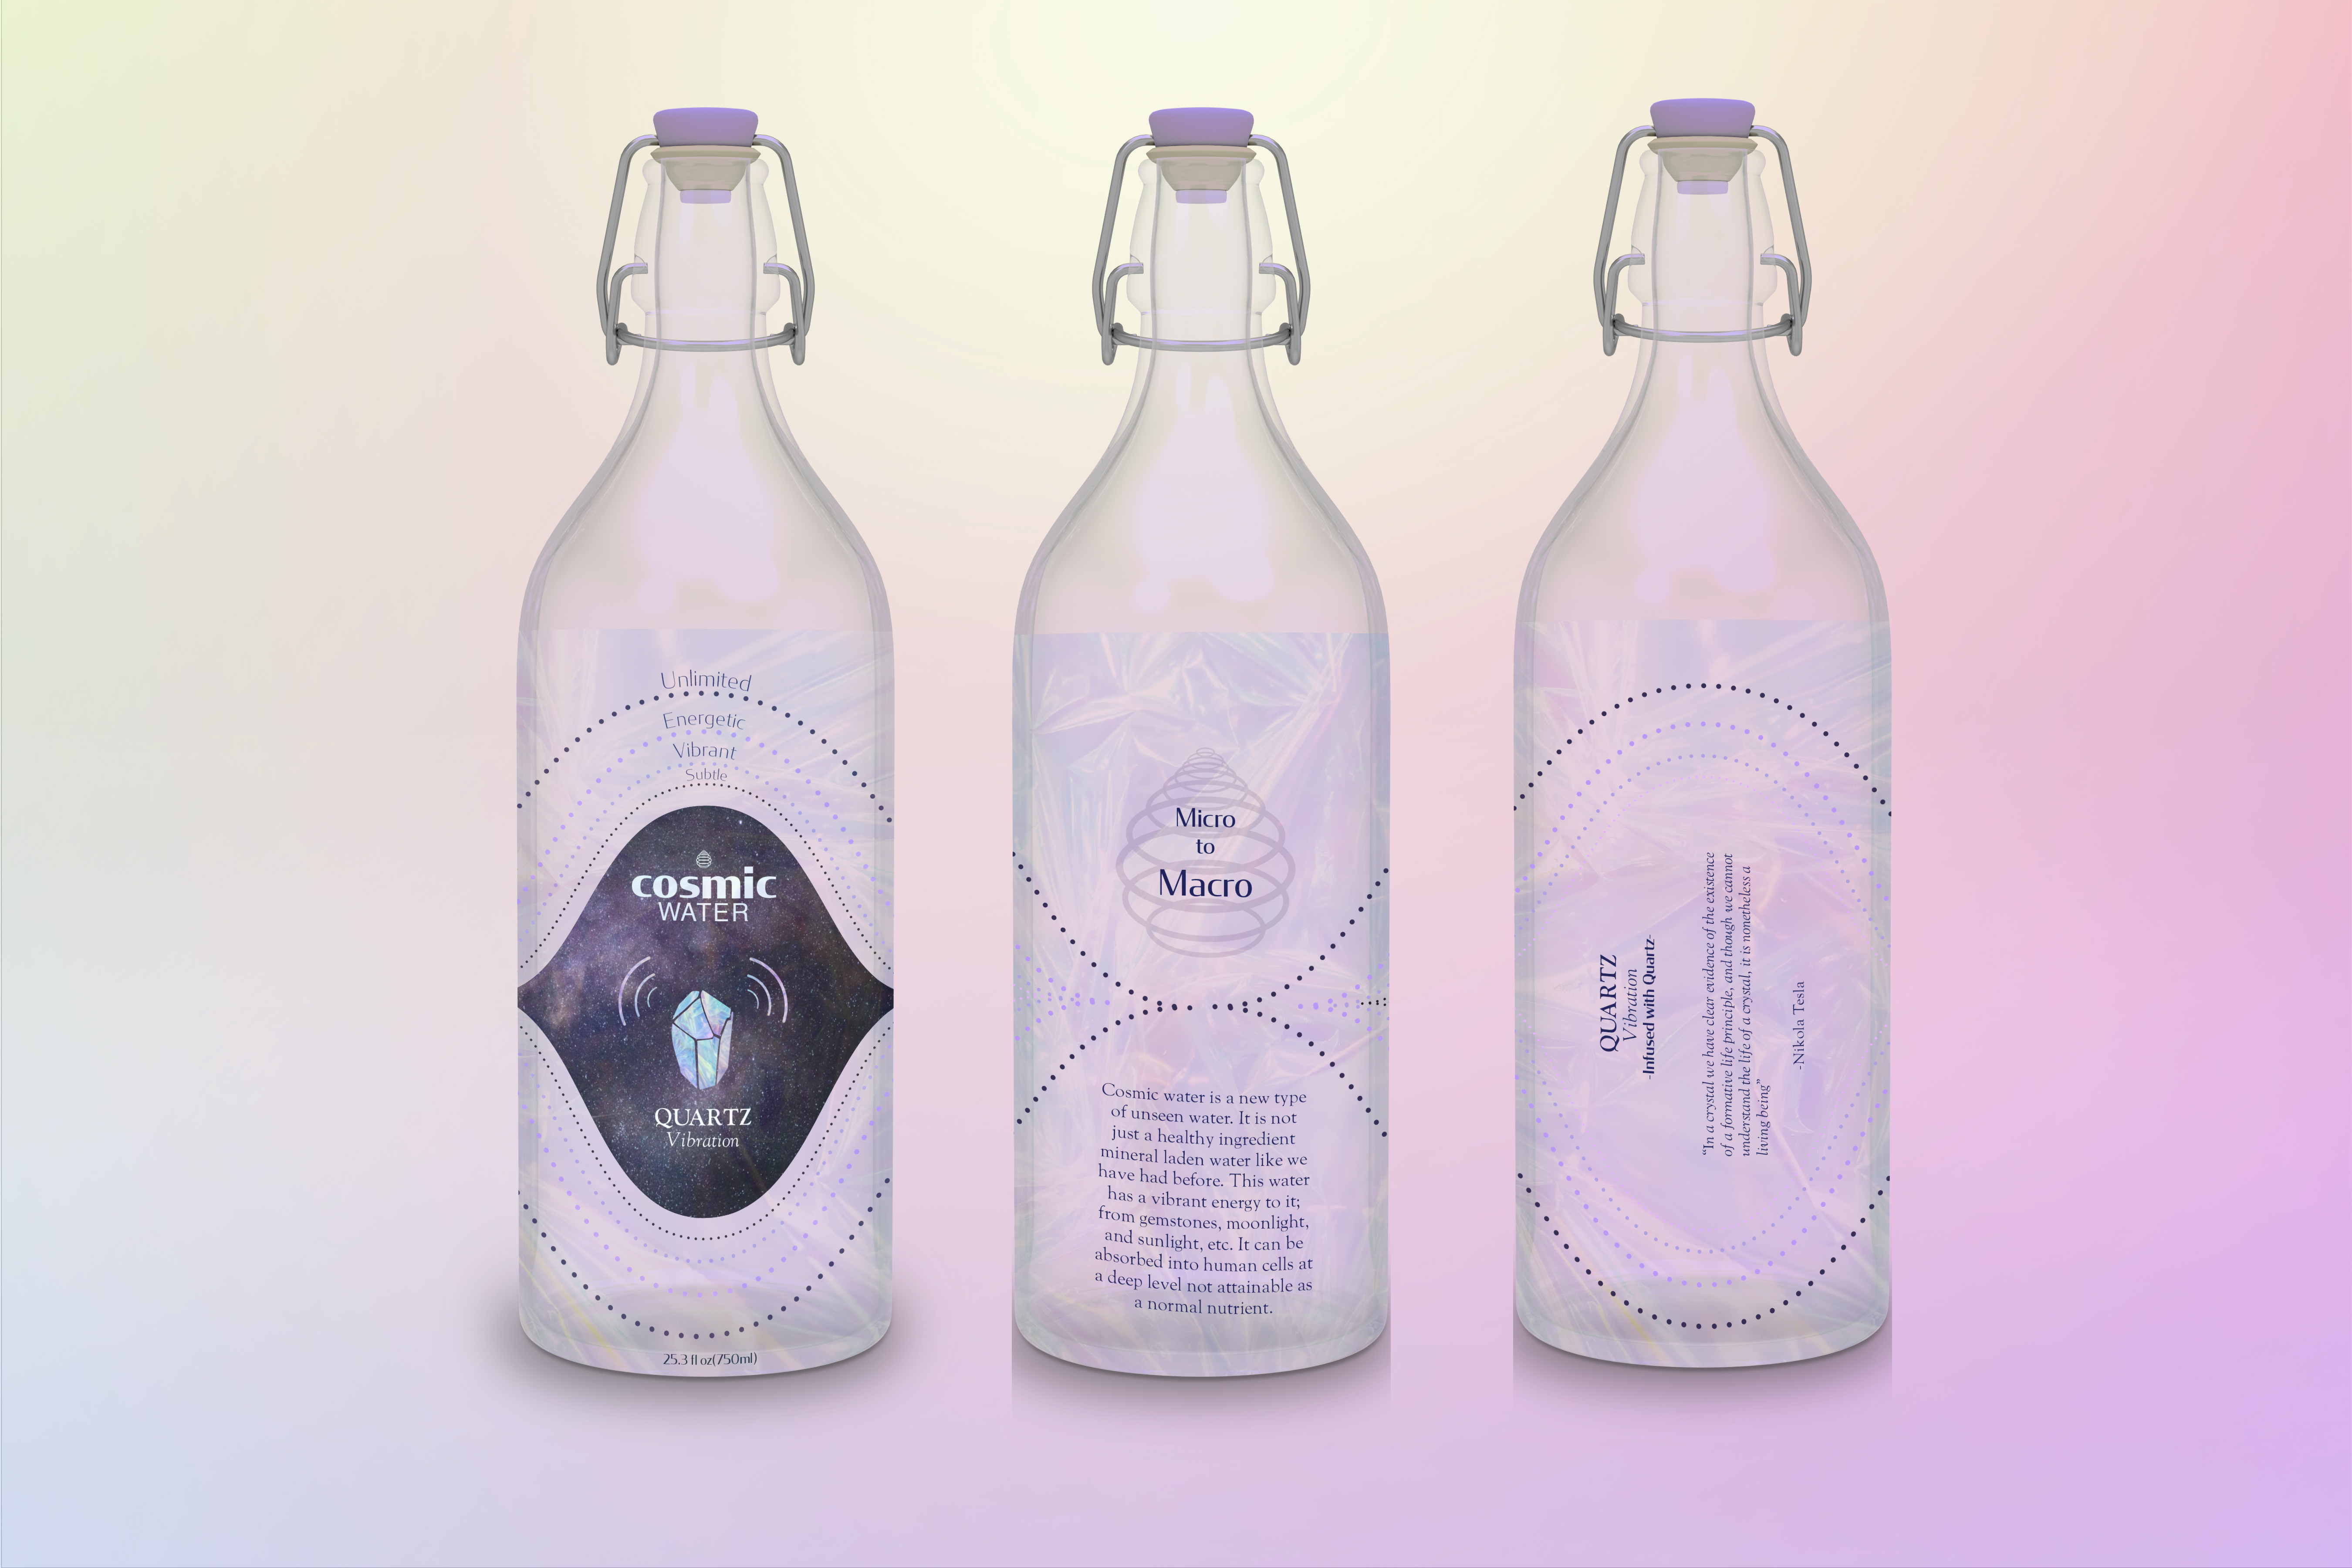 Unlimited
Energetic
Vibrant
Subtle
cosmic
WATER
QUARTZ
Vibration
25.3 fl oz(750ml)
Micro
to
Macro
Cosmic water is a new type
of unseen water. It is not
just a healthy ingredient
mineral laden water like we
have had before. This water
has a vibrant energy to it;
from gemstones, moonlight,
and sunlight, etc. It can be
absorbed into human cells at
a deep level not attainable as
a normal nutrient.
QUARTZ
Vibration
-Infused with Quartz-
“In a crystal we have clear evidence of the existence
of a formative life principle, and though we cannot
understand the life of a crystal, it is nonetheless a
living being”
-Nikola Tesla